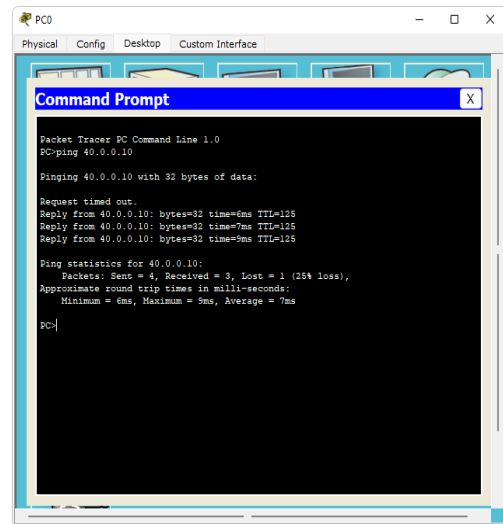 PC0
Physical Config Desktop Custom Interface
Command Prompt
X
Packet Tracer PC Command Line 1.0
PC>ping 40.0.0.10
Pinging 40.0.0.10 with 32 bytes of data:
Request timed out.
Reply from 40.0.0.10: bytes=32 time=6ms TTL=125
Reply from 40.0.0.10: bytes=32 time=7ms TTL=125
Reply from 40.0.0.10: bytes=32 time=9ms TTL=125
Ping statistics for 40.0.0.10:
Packets: Sent = 4, Received = 3, Lost = 1 (25% loss),
Approximate round trip times in milli-seconds:
Minimum = 6ms, Maximum = 9ms, Average = 7ms
PC>